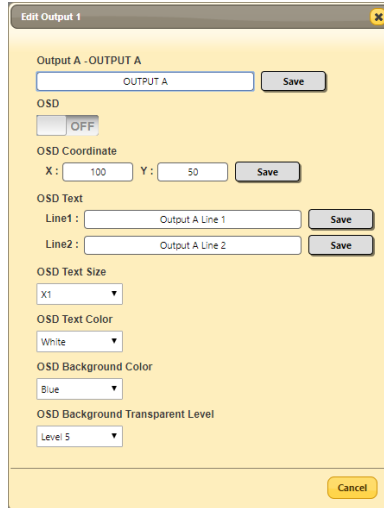 Edit Output 1
Output A -OUTPUT A
OUTPUT A Save
OSD
OFF
OSD Coordinate
X : 100 Y : 50 Save
OSD Text
Line1 : Output A Line 1 Save
Line2 : Output A Line 2 Save
OSD Text Size
X1
OSD Text Color
White
OSD Background Color
Blue
OSD Background Transparent Level
Level 5
Cancel